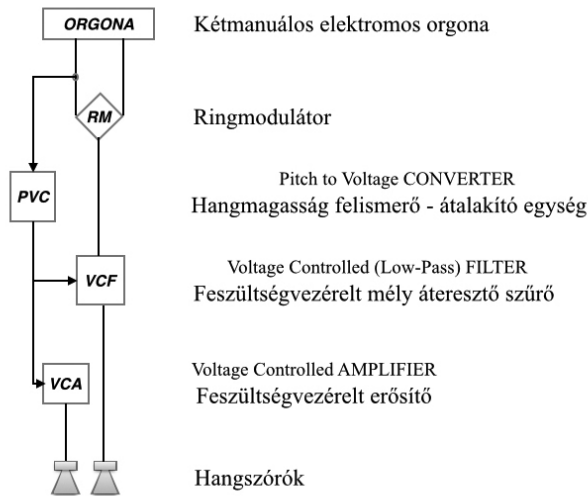 ORGONA
Kétmanuálos elektromos orgona
RM
Ringmodulátor
PVC
Pitch to Voltage CONVERTER
Hangmagasság felismerő - átalakító egység
VCF
Voltage Controlled (Low-Pass) FILTER
Feszültségvezérelt mély áteresztő szűrő
VCA
Voltage Controlled AMPLIFIER
Feszültségvezérelt erősítő
Hangszórók